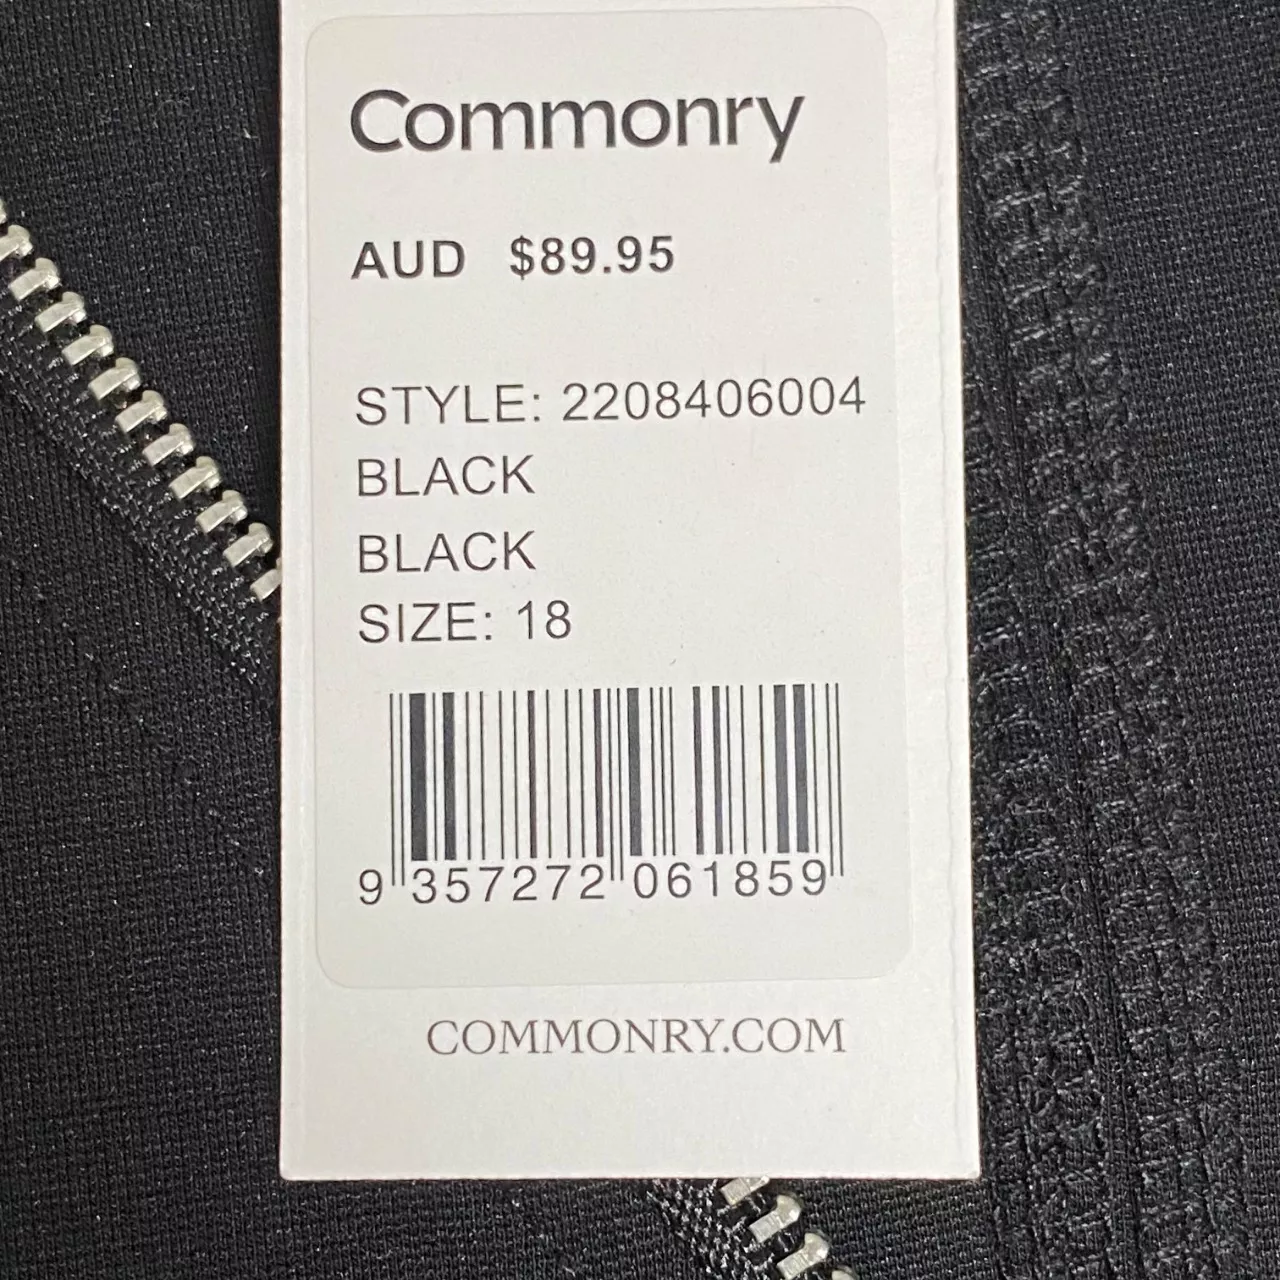 Commonry
AUD $89.95
STYLE: 2208406004
BLACK
BLACK
SIZE: 18
9 357272 061859
COMMONRY.COM